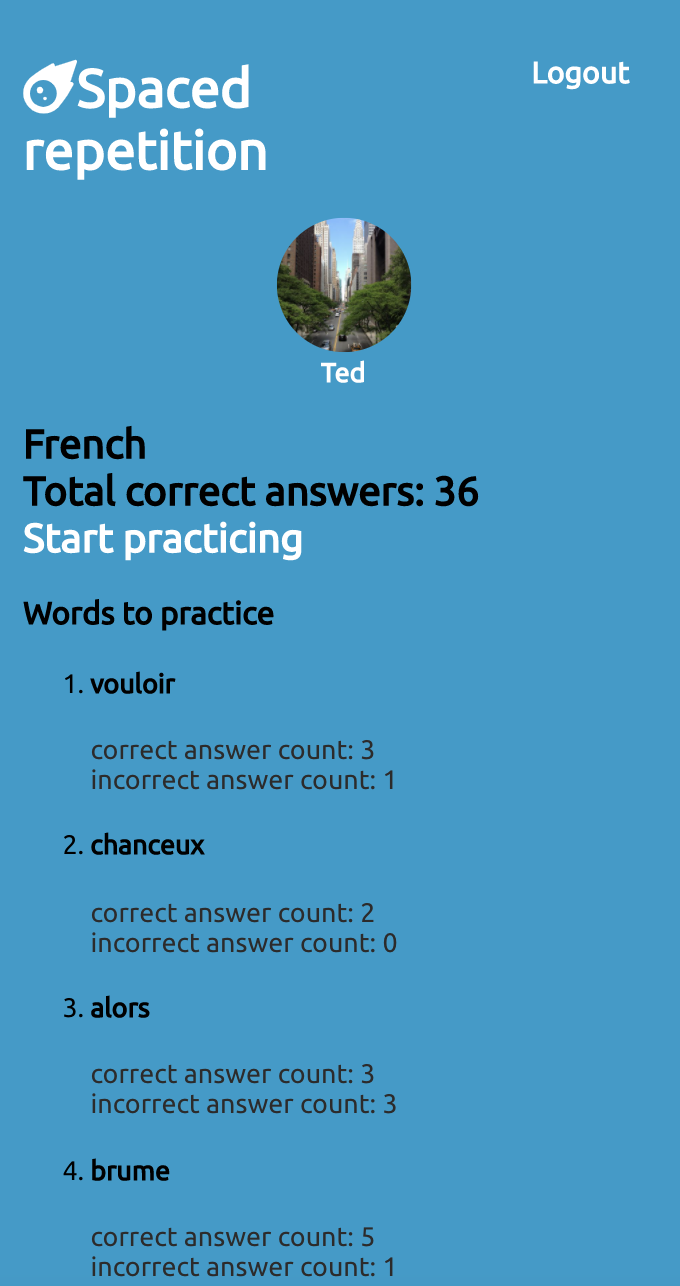 Spaced
repetition
Logout
Ted
French
Total correct answers: 36
Start practicing
Words to practice
1. vouloir
correct answer count: 3
incorrect answer count: 1
2. chanceux
correct answer count: 2
incorrect answer count: 0
3. alors
correct answer count: 3
incorrect answer count: 3
4. brume
correct answer count: 5
incorrect answer count: 1